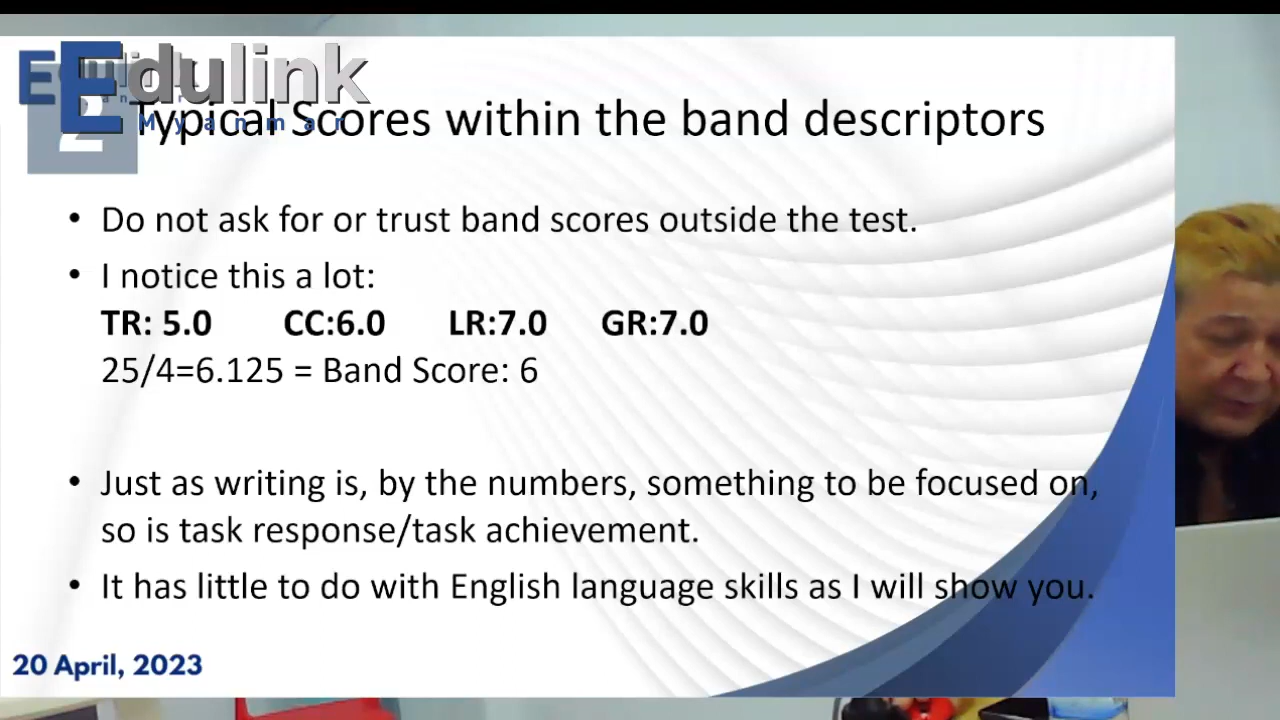 Edulink
Myanmar
Typical Scores within the band descriptors
• Do not ask for or trust band scores outside the test.
• I notice this a lot:
TR: 5.0 CC:6.0 LR:7.0 GR:7.0
25/4=6.125 = Band Score: 6
• Just as writing is, by the numbers, something to be focused on,
so is task response/task achievement.
• It has little to do with English language skills as I will show you.
20 April, 2023